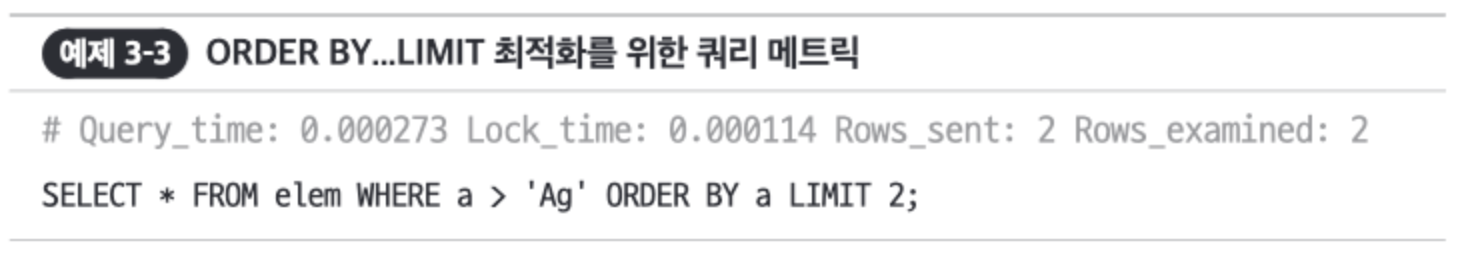 예제 3-3 ORDER BY...LIMIT 최적화를 위한 쿼리 메트릭
# Query_time: 0.000273 Lock_time: 0.000114 Rows_sent: 2 Rows_examined: 2
SELECT * FROM elem WHERE a > 'Ag' ORDER BY a LIMIT 2;